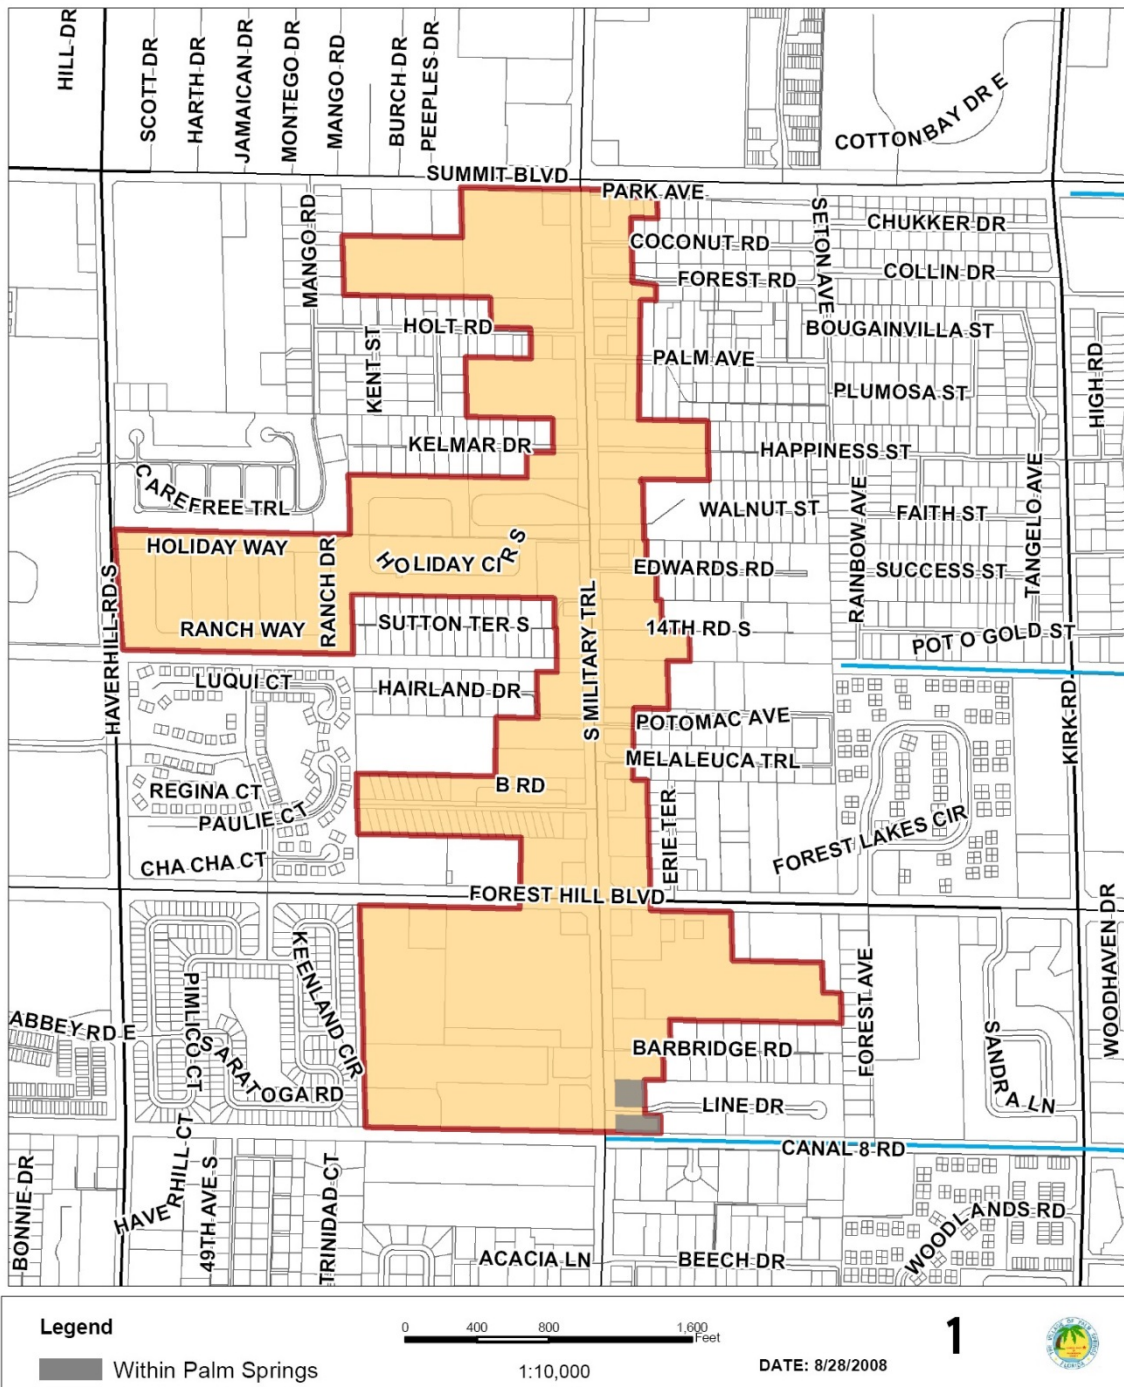 HILL DR
SCOTT DR
HARTH DR
JAMAICAN DR
MONTEGO DR
MANGO RD
BURCH DR
PEEPLES DR
COTTONBAY DR E
SUMMIT BLVD
PARK AVE
MANGO RD
SETON AVE
CHUKKER DR
COCONUT RD
FOREST RD
COLLIN DR
HOLT RD
BOUGAINVILLA ST
KENT ST
PALM AVE
HIGH RD
PLUMOSA ST
KELMAR DR
HAPPINESS ST
CAREFREE TRL
WALNUT ST
RAINBOW AVE
FAITH ST
TANGELO AVE
HOLIDAY WAY
RANCH DR
HOLIDAY CIR S
EDWARDS RD
SUCCESS ST
HAVERHILL RD S
RANCH WAY
SUTTON TER S
S MILITARY TRL
14TH RD S
POT O GOLD ST
LUQUI CT
HAIRLAND DR
POTOMAC AVE
KIRK RD
MELALEUCA TRL
REGINA CT
B RD
PAULIE CT
ERIE TER
FOREST LAKES CIR
CHA CHA CT
FOREST HILL BLVD
WOODHAVEN DR
KEENLAND CIR
PIMLICO CT
FOREST AVE
ABBEY RD E
SARATOGA RD
BARBRIDGE RD
SANDRA LN
LINE DR
CANAL 8 RD
BONNIE DR
HAVERHILL CT
49TH AVE S
TRINIDAD CT
ACACIA LN
BEECH DR
WOODLANDS RD
Legend
Within Palm Springs
0 400 800 1,600
Feet
1:10,000
DATE: 8/28/2008
1